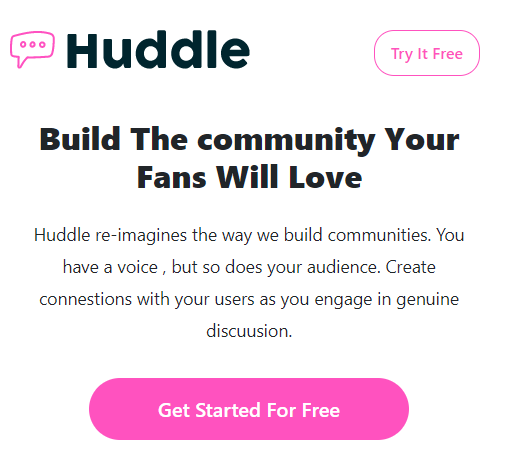 Huddle
Try It Free
Build The community Your
Fans Will Love
Huddle re-imagines the way we build communities. You
have a voice , but so does your audience. Create
connestions with your users as you engage in genuine
discuusion.
Get Started For Free